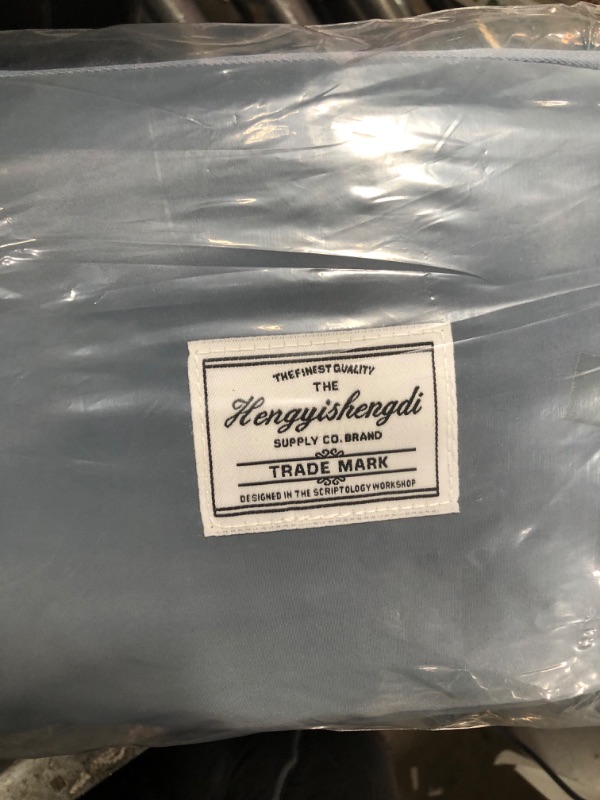 THE FINEST QUALITY
THE
Hengyishengdi
SUPPLY CO. BRAND
TRADE MARK
DESIGNED IN THE SCRIPTOLOGY WORKSHOP